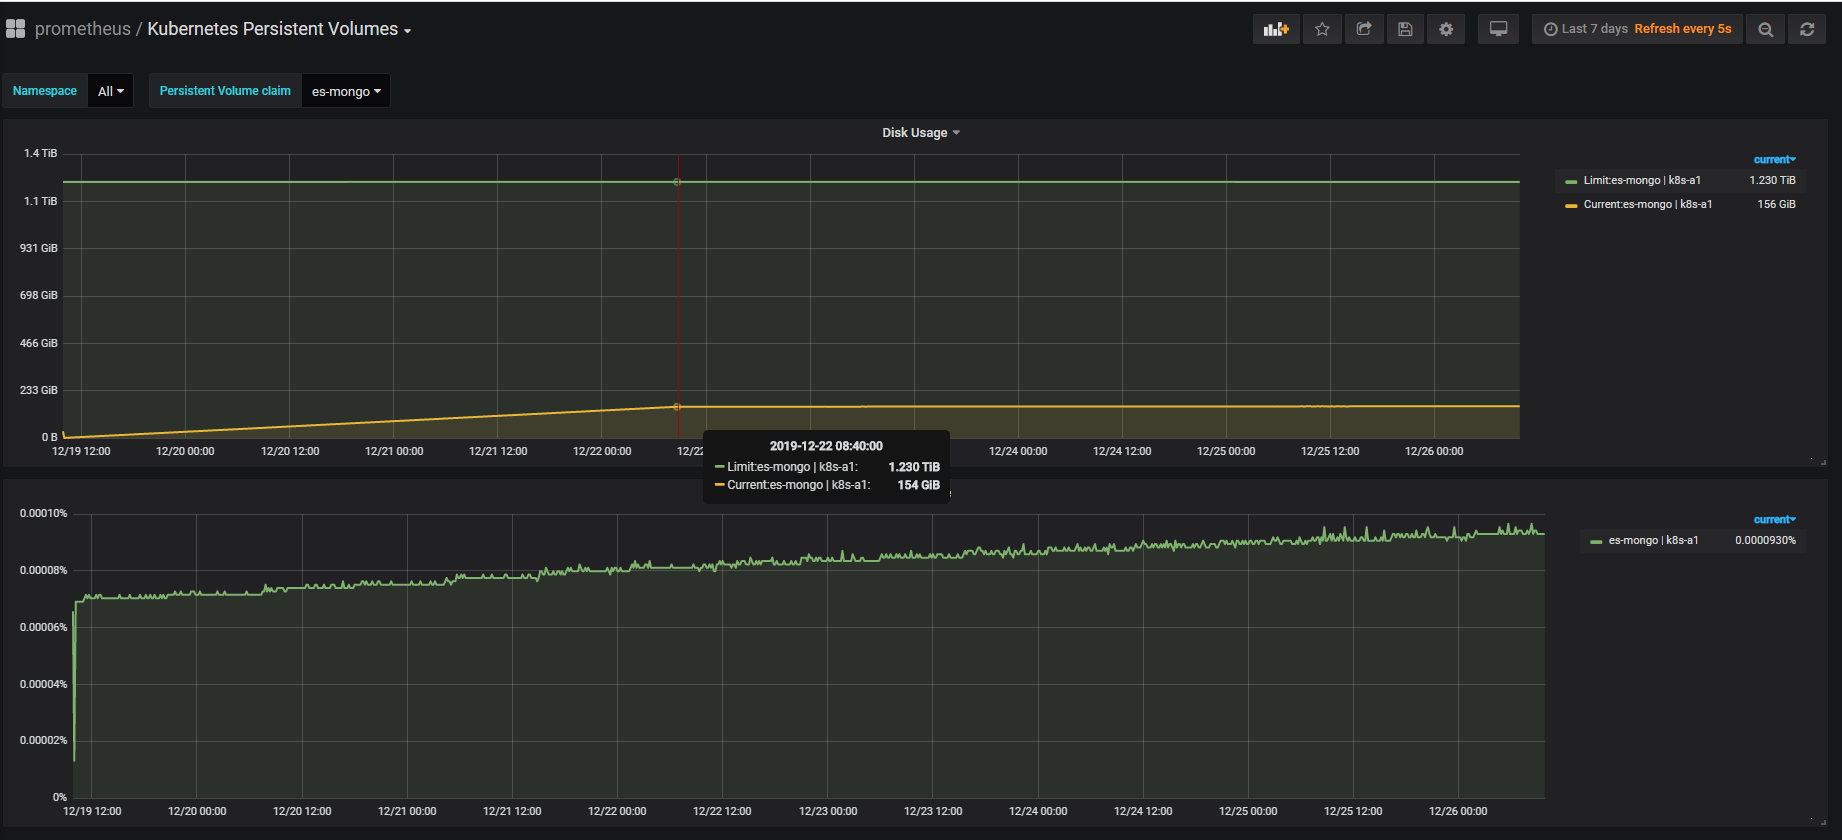 prometheus / Kubernetes Persistent Volumes
Last 7 days Refresh every 5s
Namespace All Persistent Volume claim es-mongo
Disk Usage
1.4 TiB
1.1 TiB
931 GiB
698 GiB
466 GiB
233 GiB
0 B
12/19 12:00 12/20 00:00 12/20 12:00 12/21 00:00 12/21 12:00 12/22 00:00 12/22 12/24 00:00 12/24 12:00 12/25 00:00 12/25 12:00 12/26 00:00
current
Limit:es-mongo | k8s-a1 1.230 TiB
Current:es-mongo | k8s-a1 156 GiB
2019-12-22 08:40:00
Limit:es-mongo | k8s-a1: 1.230 TiB
Current:es-mongo | k8s-a1: 154 GiB
0.00010%
0.00008%
0.00006%
0.00004%
0.00002%
0%
12/19 12:00 12/20 00:00 12/20 12:00 12/21 00:00 12/21 12:00 12/22 00:00 12/22 12:00 12/23 00:00 12/23 12:00 12/24 00:00 12/24 12:00 12/25 00:00 12/25 12:00 12/26 00:00
current
es-mongo | k8s-a1 0.0000930%